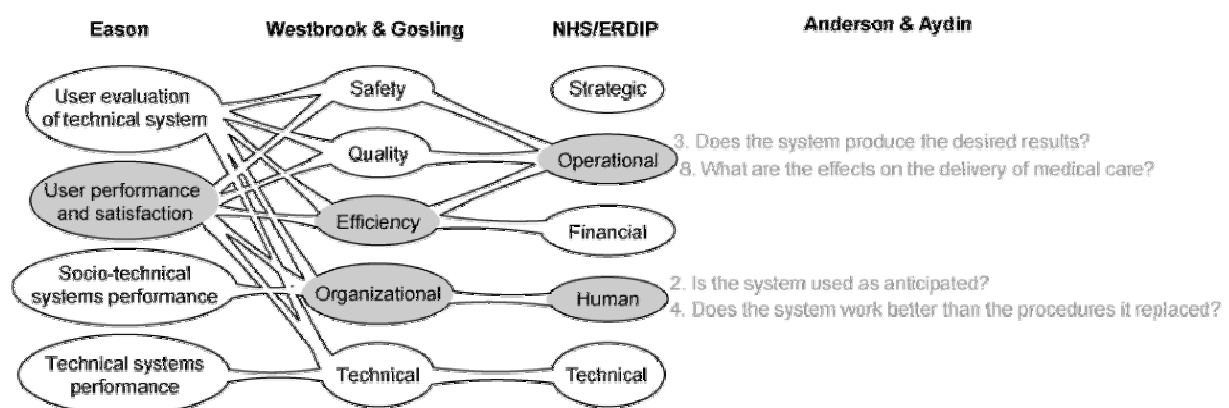 Eason
Westbrook & Gosling
NHS/ERDIP
Anderson & Aydin
User evaluation
of technical system
User performance
and satisfaction
Socio-technical
systems performance
Technical systems
performance
Safety
Quality
Efficiency
Organizational
Technical
Strategic
Operational
Financial
Human
Technical
3. Does the system produce the desired results?
8. What are the effects on the delivery of medical care?
2. Is the system used as anticipated?
4. Does the system work better than the procedures it replaced?